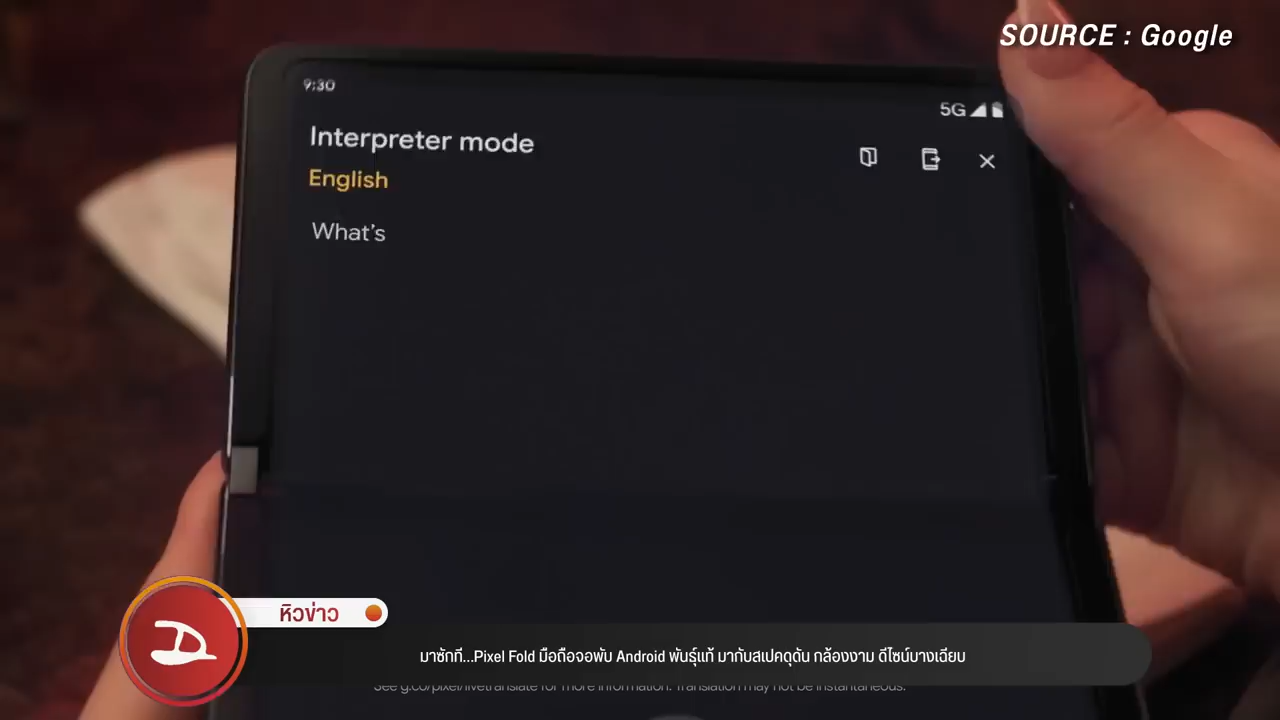 SOURCE : Google
9:30
5G
Interpreter mode
English
What's
หิวข่าว
มาซักที...Pixel Fold มือถือจอพับ Android พันธุ์แท้ มากับสเปคดุดัน กล้องงาม ดีไซน์บางเฉียบ
See g.co/pixel/livetranslate for more information. Translation may not be instantaneous.